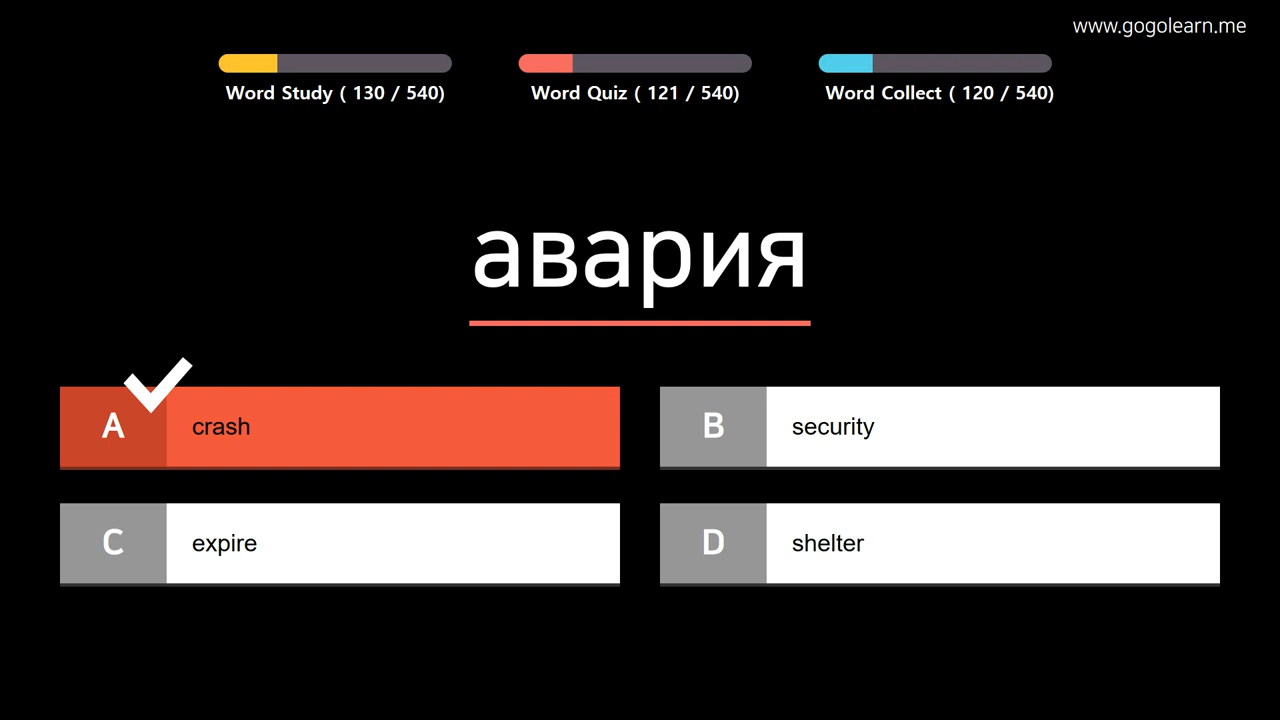 www.gogolearn.me
Word Study ( 130 / 540)
Word Quiz ( 121 / 540)
Word Collect ( 120 / 540)
авария
A crash
B security
C expire
D shelter